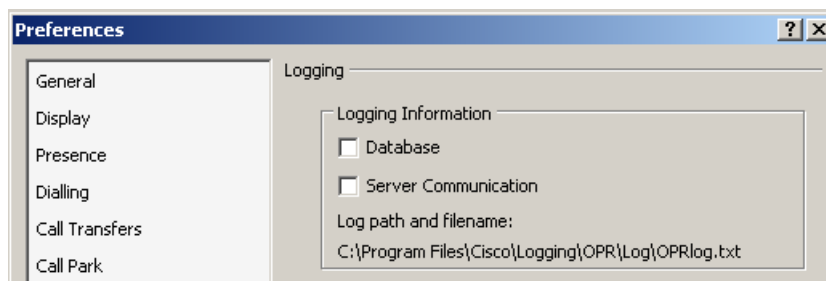 Preferences
? X
General
Display
Presence
Dialling
Call Transfers
Call Park
Logging
Logging Information
Database
Server Communication
Log path and filename:
C:\Program Files\Cisco\Logging\OPR\Log\OPRlog.txt